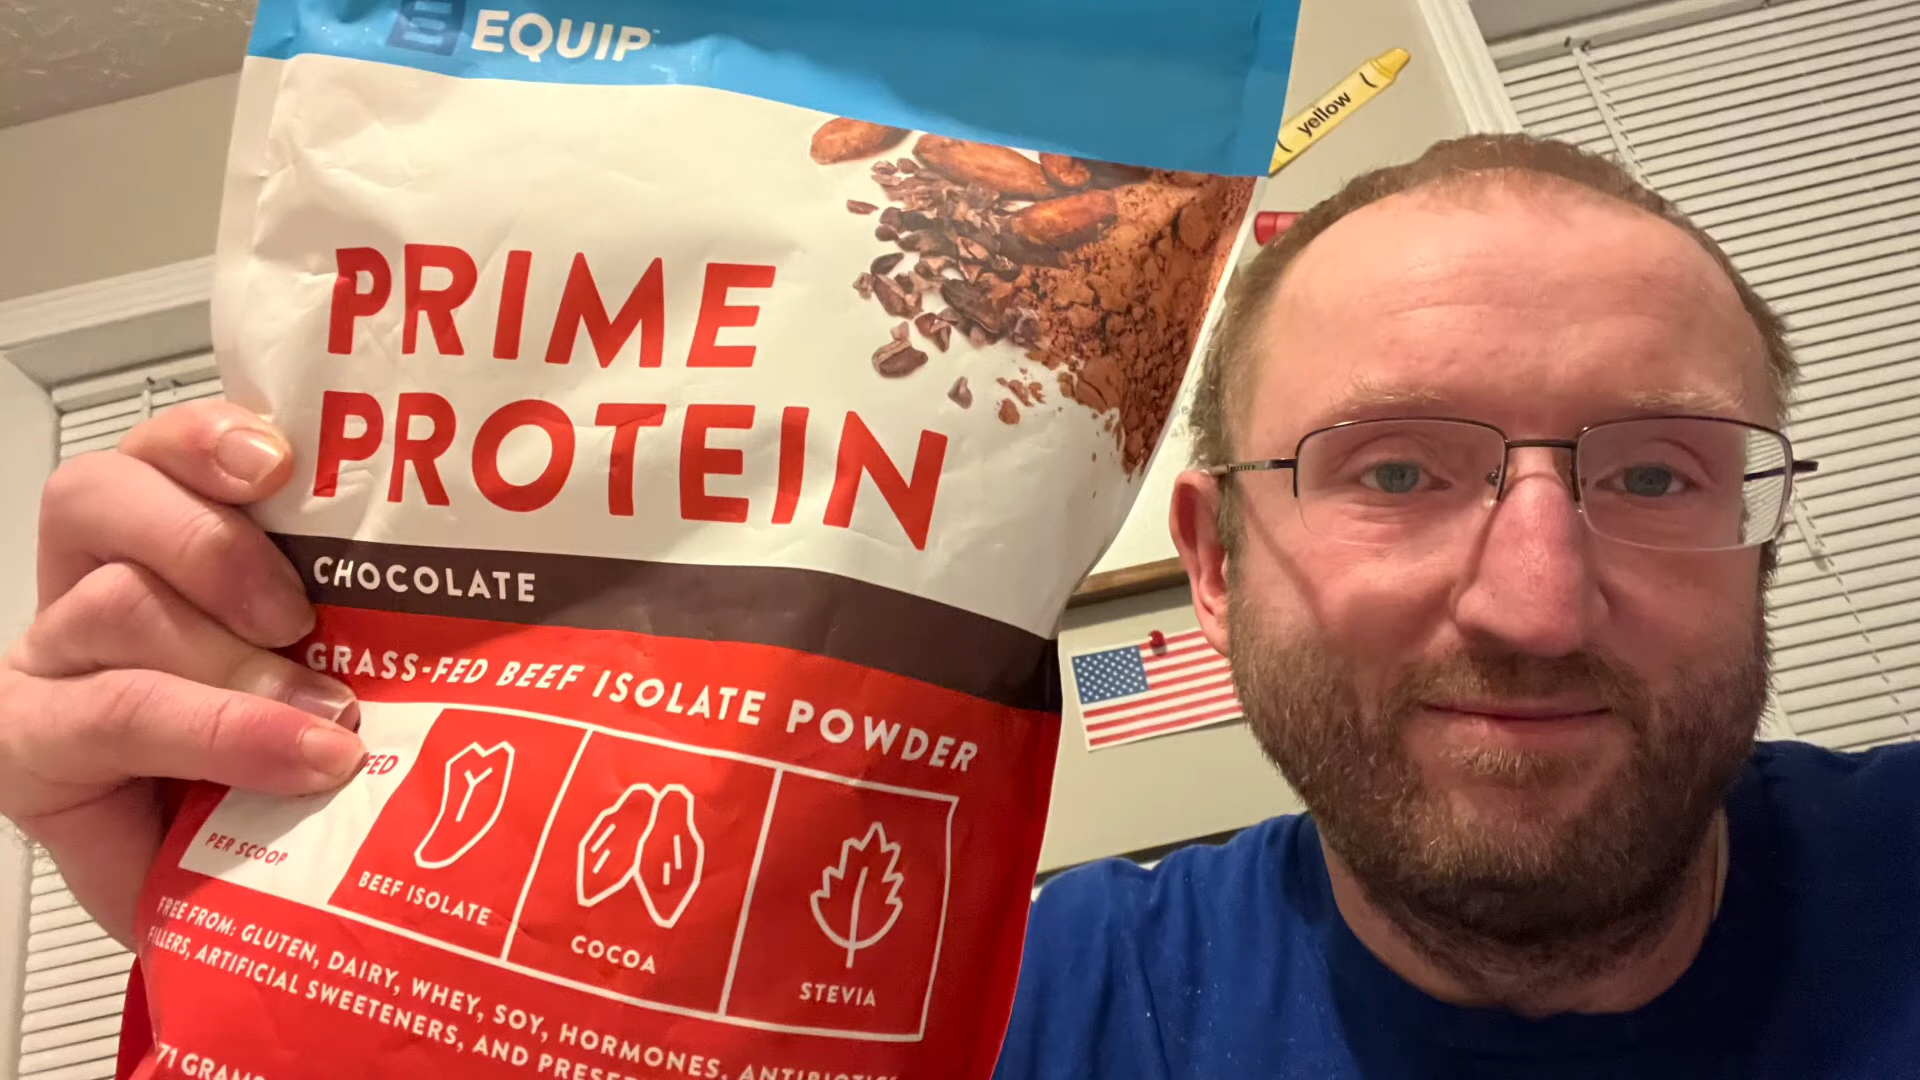 EQUIP
yellow
PRIME
PROTEIN
CHOCOLATE
GRASS-FED BEEF ISOLATE POWDER
FED
PER SCOOP
BEEF ISOLATE
COCOA
STEVIA
FREE FROM: GLUTEN, DAIRY, WHEY, SOY, HORMONES,
FILLERS, ARTIFICIAL SWEETENERS, AND